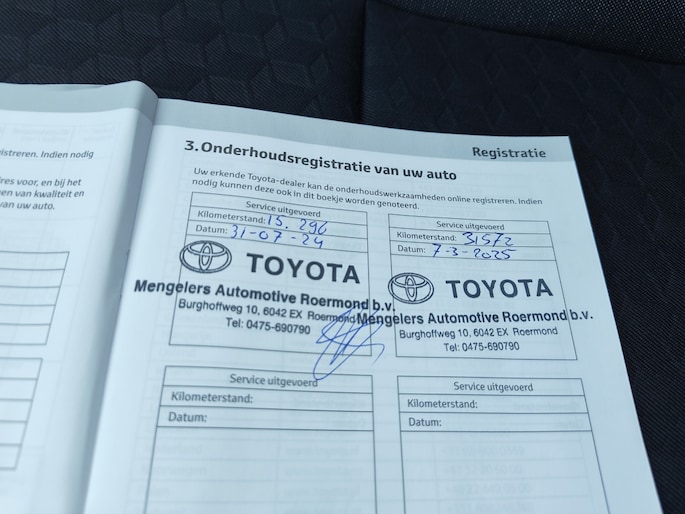 istreren. Indien nodig
res voor, en bij het
en van kwaliteit en
van uw auto.
Registratie
3. Onderhoudsregistratie van uw auto
Uw erkende Toyota-dealer kan de onderhoudswerkzaamheden online registreren. Indien
nodig kunnen deze ook in dit boekje worden genoteerd.
Service uitgevoerd
Kilometerstand: 15.296
Datum: 31-07-24
TOYOTA
Mengelers Automotive Roermond b.v.
Burghoffweg 10, 6042 EX Roermond
Tel: 0475-690790
Service uitgevoerd
Kilometerstand: 31572
Datum: 7-3-2025
TOYOTA
Mengelers Automotive Roermond b.v.
Burghoffweg 10, 6042 EX Roermond
Tel: 0475-690790
Service uitgevoerd
Kilometerstand:
Datum:
Service uitgevoerd
Kilometerstand:
Datum: